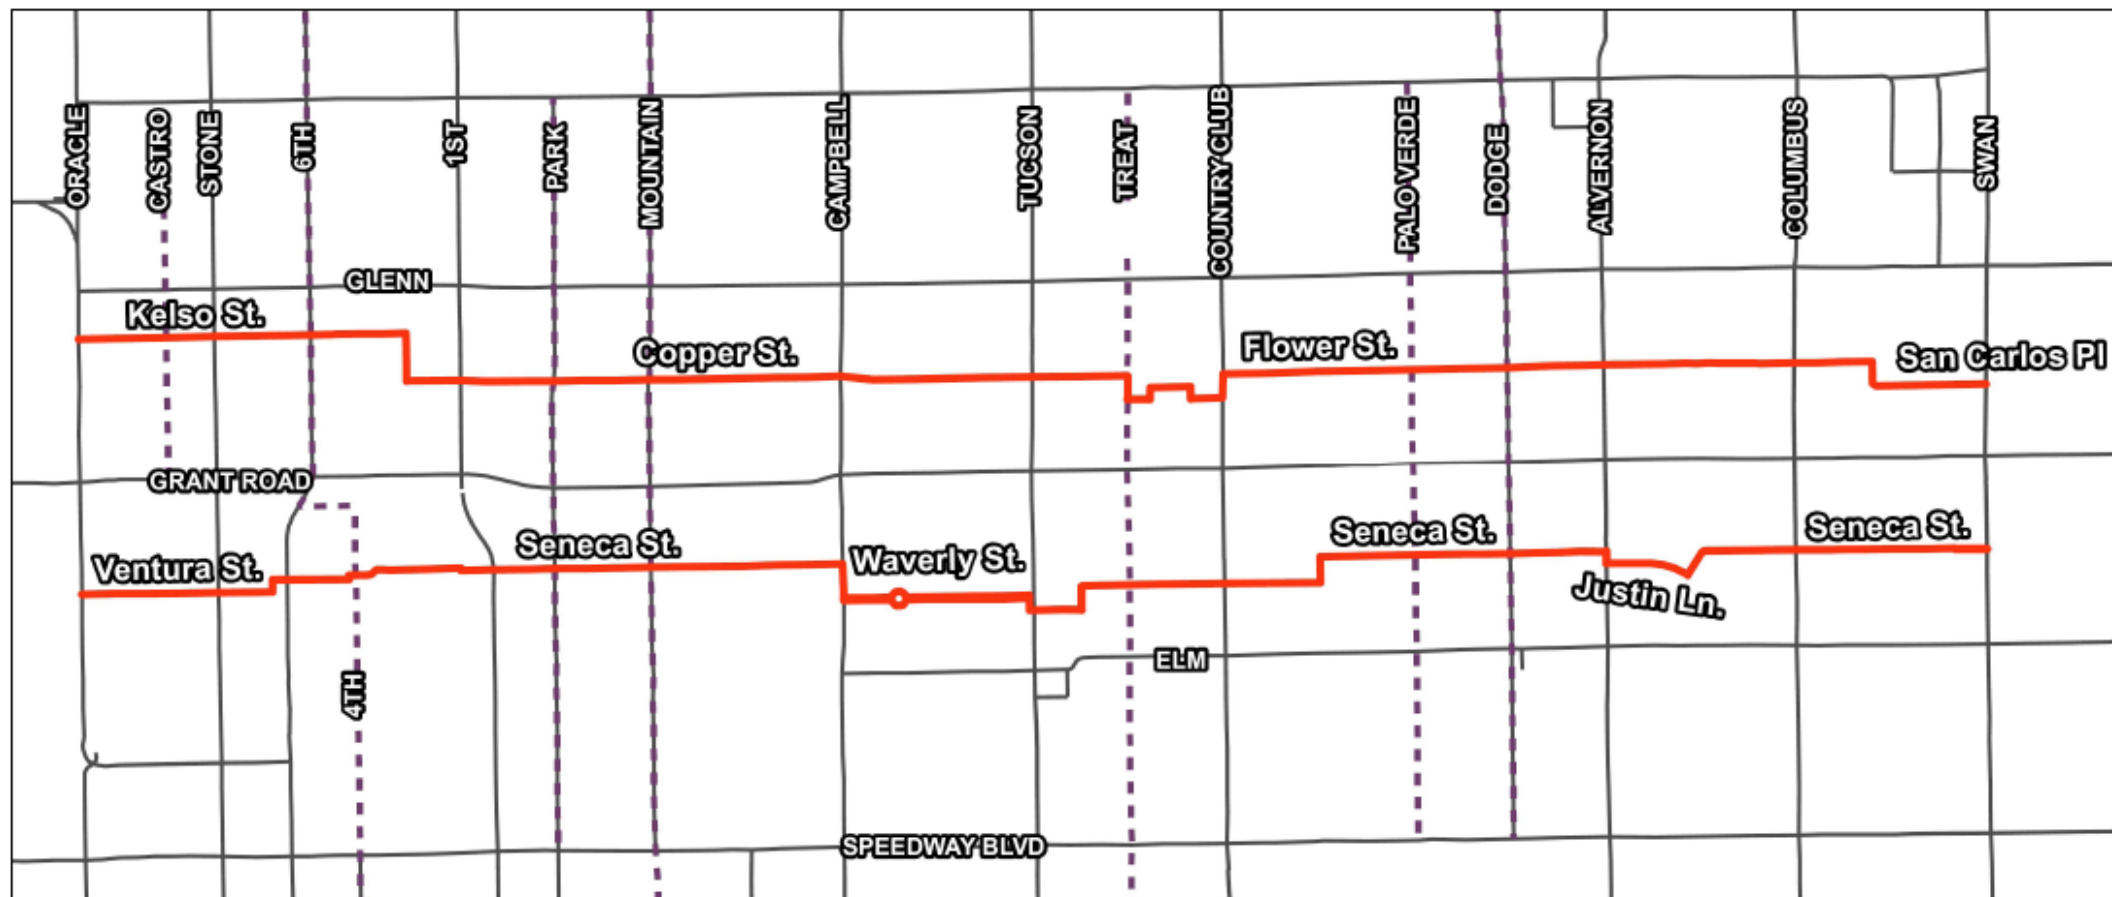 ORACLE
CASTRO
STONE
6TH
1ST
PARK
MOUNTAIN
CAMPBELL
TUCSON
TREAT
COUNTRY CLUB
PALO VERDE
DODGE
ALVERNON
COLUMBUS
SWAN
GLENN
Kelso St.
Copper St.
Flower St.
San Carlos Pl
GRANT ROAD
Ventura St.
Seneca St.
Waverly St.
Seneca St.
Seneca St.
Justin Ln.
ELM
4TH
SPEEDWAY BLVD